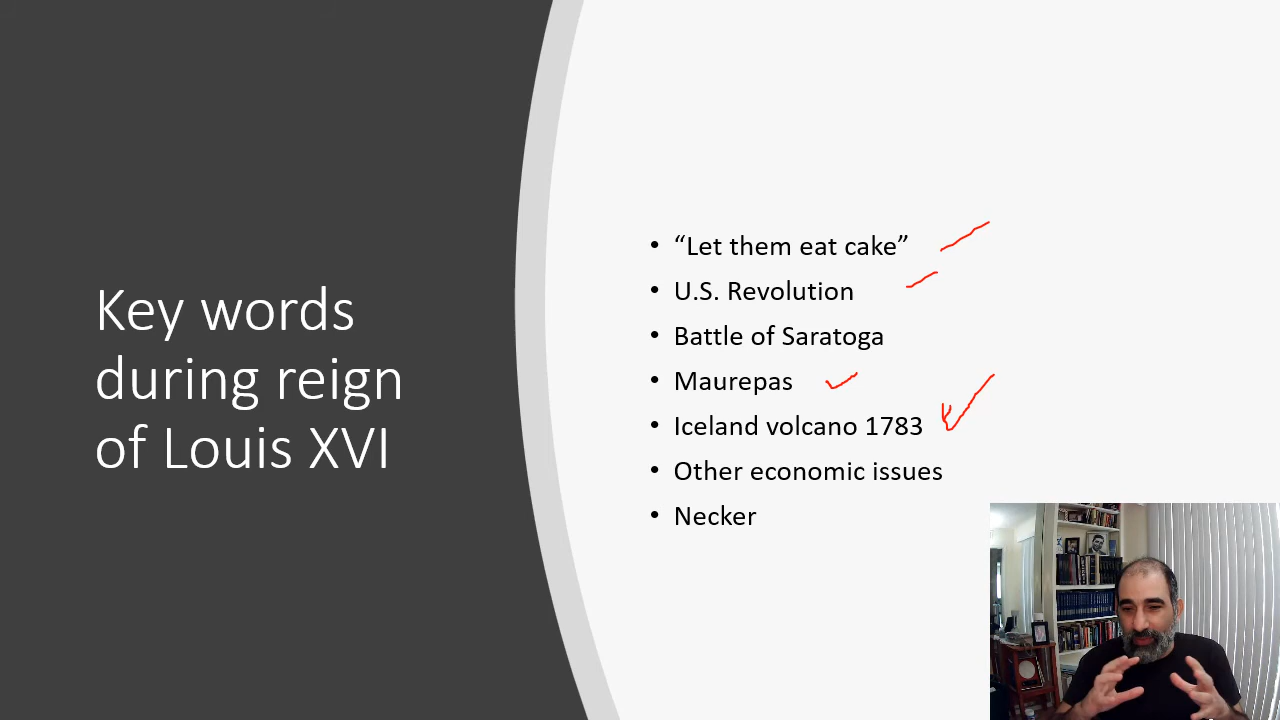 Key words
during reign
of Louis XVI
• “Let them eat cake”
• U.S. Revolution
• Battle of Saratoga
• Maurepas
• Iceland volcano 1783
• Other economic issues
• Necker